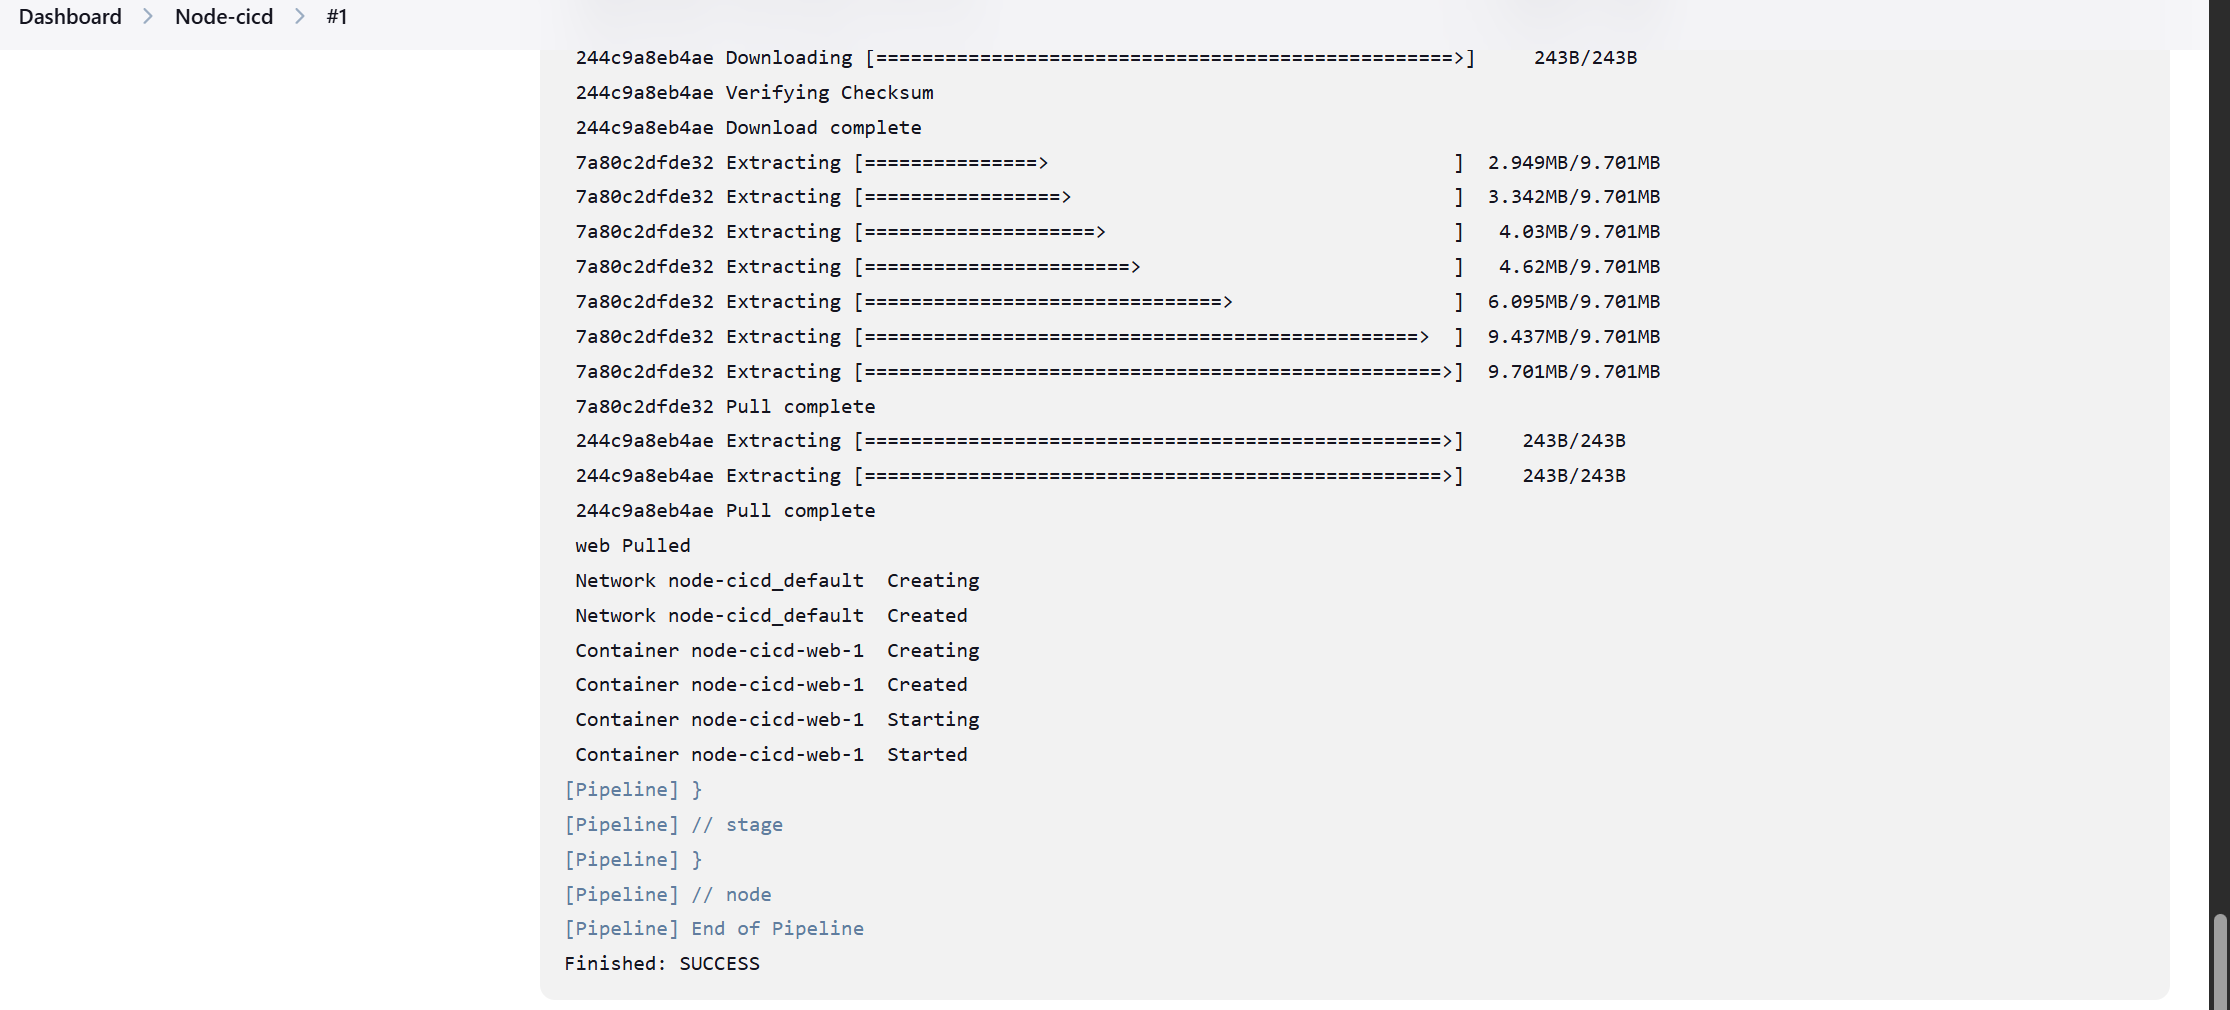 Dashboard > Node-cicd > #1
244c9a8eb4ae Downloading [==================================================>]     243B/243B
244c9a8eb4ae Verifying Checksum
244c9a8eb4ae Download complete
7a80c2dfde32 Extracting [===============>                                   ]  2.949MB/9.701MB
7a80c2dfde32 Extracting [=================>                                 ]  3.342MB/9.701MB
7a80c2dfde32 Extracting [====================>                              ]   4.03MB/9.701MB
7a80c2dfde32 Extracting [=======================>                           ]   4.62MB/9.701MB
7a80c2dfde32 Extracting [===============================>                   ]  6.095MB/9.701MB
7a80c2dfde32 Extracting [================================================>  ]  9.437MB/9.701MB
7a80c2dfde32 Extracting [==================================================>]  9.701MB/9.701MB
7a80c2dfde32 Pull complete
244c9a8eb4ae Extracting [==================================================>]     243B/243B
244c9a8eb4ae Extracting [==================================================>]     243B/243B
244c9a8eb4ae Pull complete
web Pulled
Network node-cicd_default  Creating
Network node-cicd_default  Created
Container node-cicd-web-1  Creating
Container node-cicd-web-1  Created
Container node-cicd-web-1  Starting
Container node-cicd-web-1  Started
[Pipeline] }
[Pipeline] // stage
[Pipeline] }
[Pipeline] // node
[Pipeline] End of Pipeline
Finished: SUCCESS